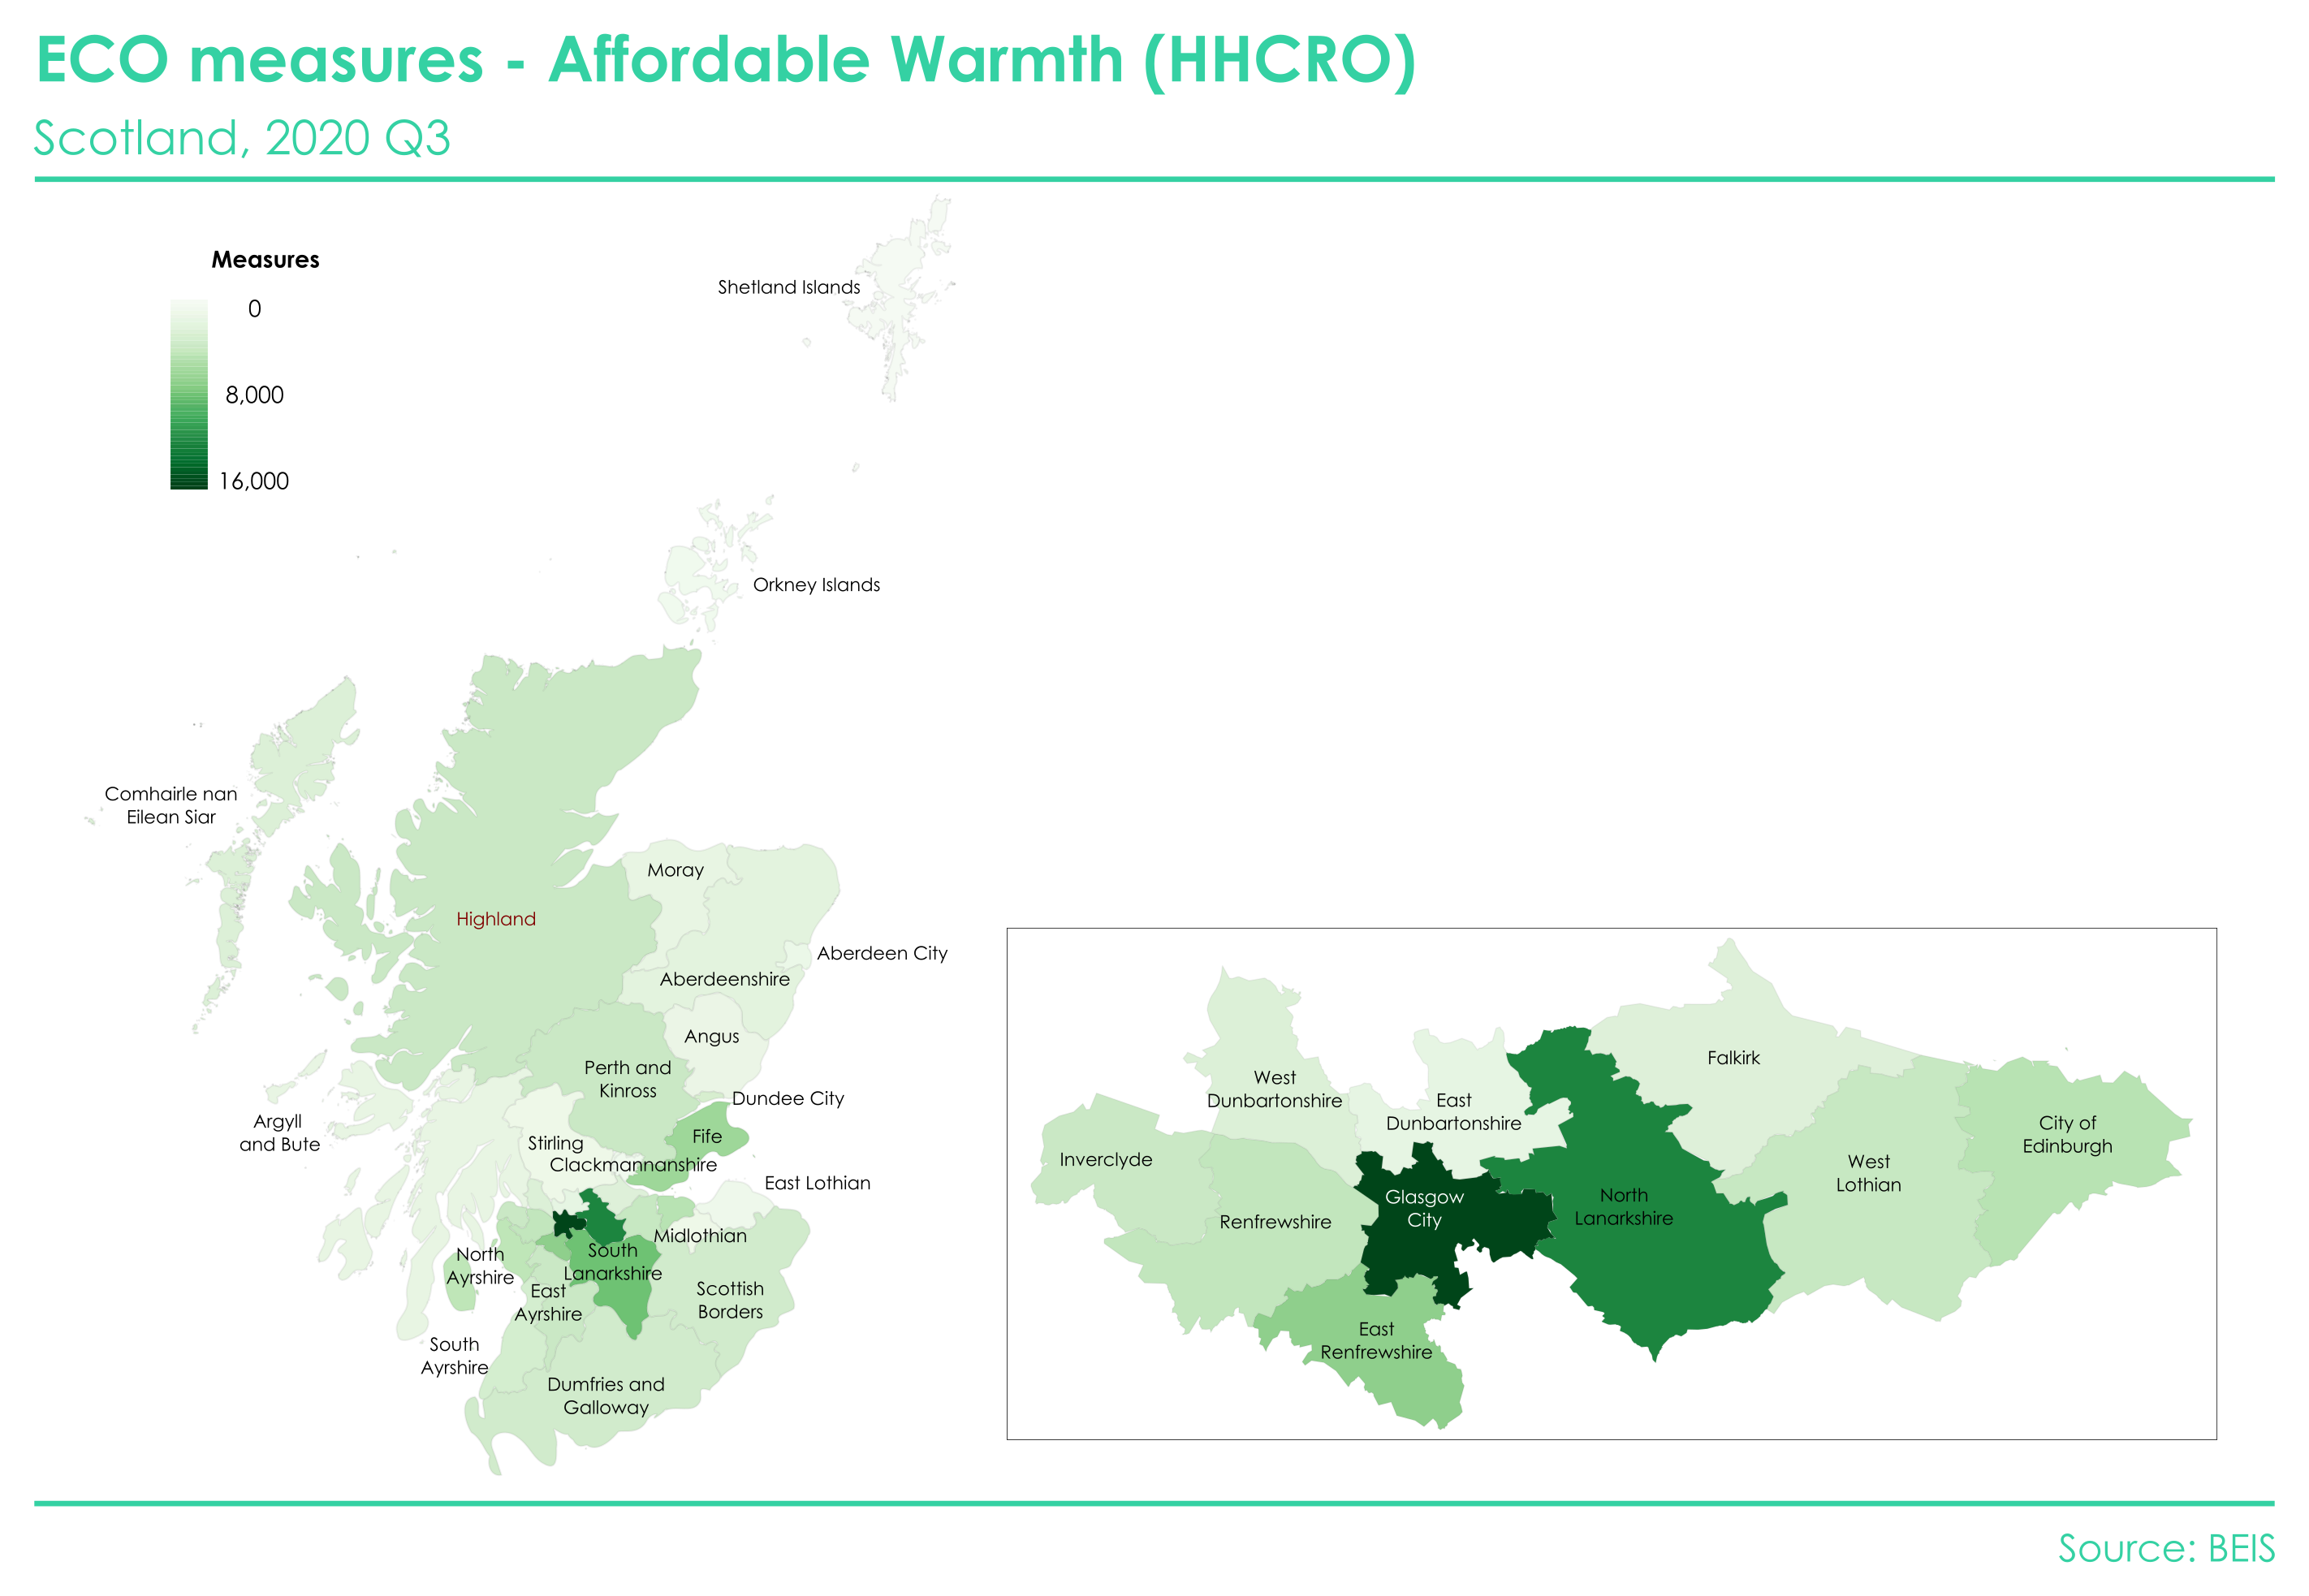 ECO measures - Affordable Warmth (HHCRO)
Scotland, 2020 Q3
Measures
0
8,000
16,000
Shetland Islands
Orkney Islands
Comhairle nan
Eilean Siar
Moray
Highland
Aberdeen City
Aberdeenshire
Angus
Perth and
Kinross
Dundee City
Argyll
and Bute
Fife
Stirling
Clackmannanshire
East Lothian
Midlothian
North
Ayrshire
South
Lanarkshire
East
Ayrshire
Scottish
Borders
South
Ayrshire
Dumfries and
Galloway
West
Dunbartonshire
East
Dunbartonshire
Falkirk
City of
Edinburgh
Inverclyde
West
Lothian
Renfrewshire
Glasgow
City
North
Lanarkshire
East
Renfrewshire
Source: BEIS